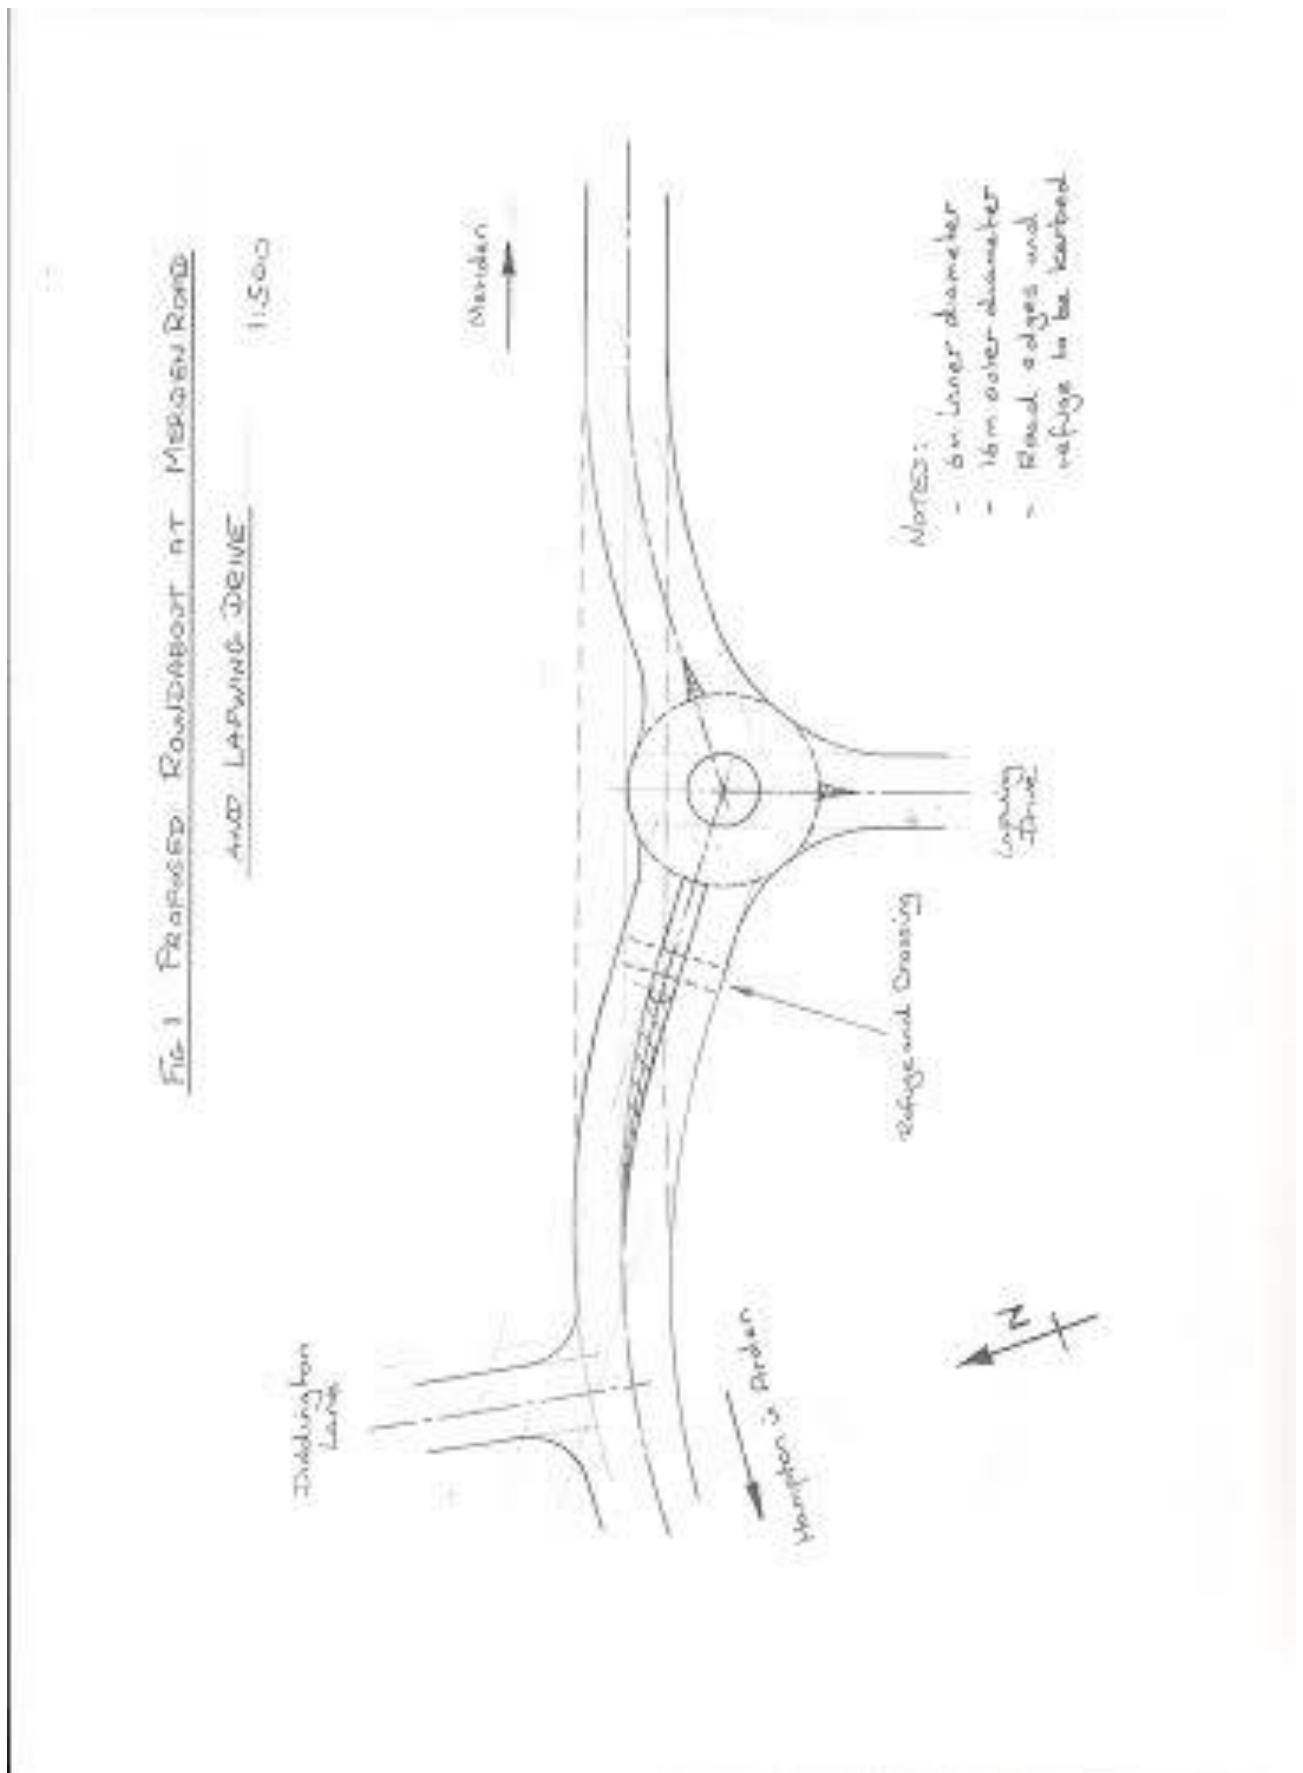 FIG 1 PROPOSED ROUNDABOUT AT MERIDEN ROAD
AND LAPWING DRIVE 1:500
Diddington
Lane
Meriden
Hampton in Arden
N
Refuge and Crossing
Lapwing
Drive
NOTES:
- 6m inner diameter
- 16m outer diameter
- Road edges and
refuge to be kerbed